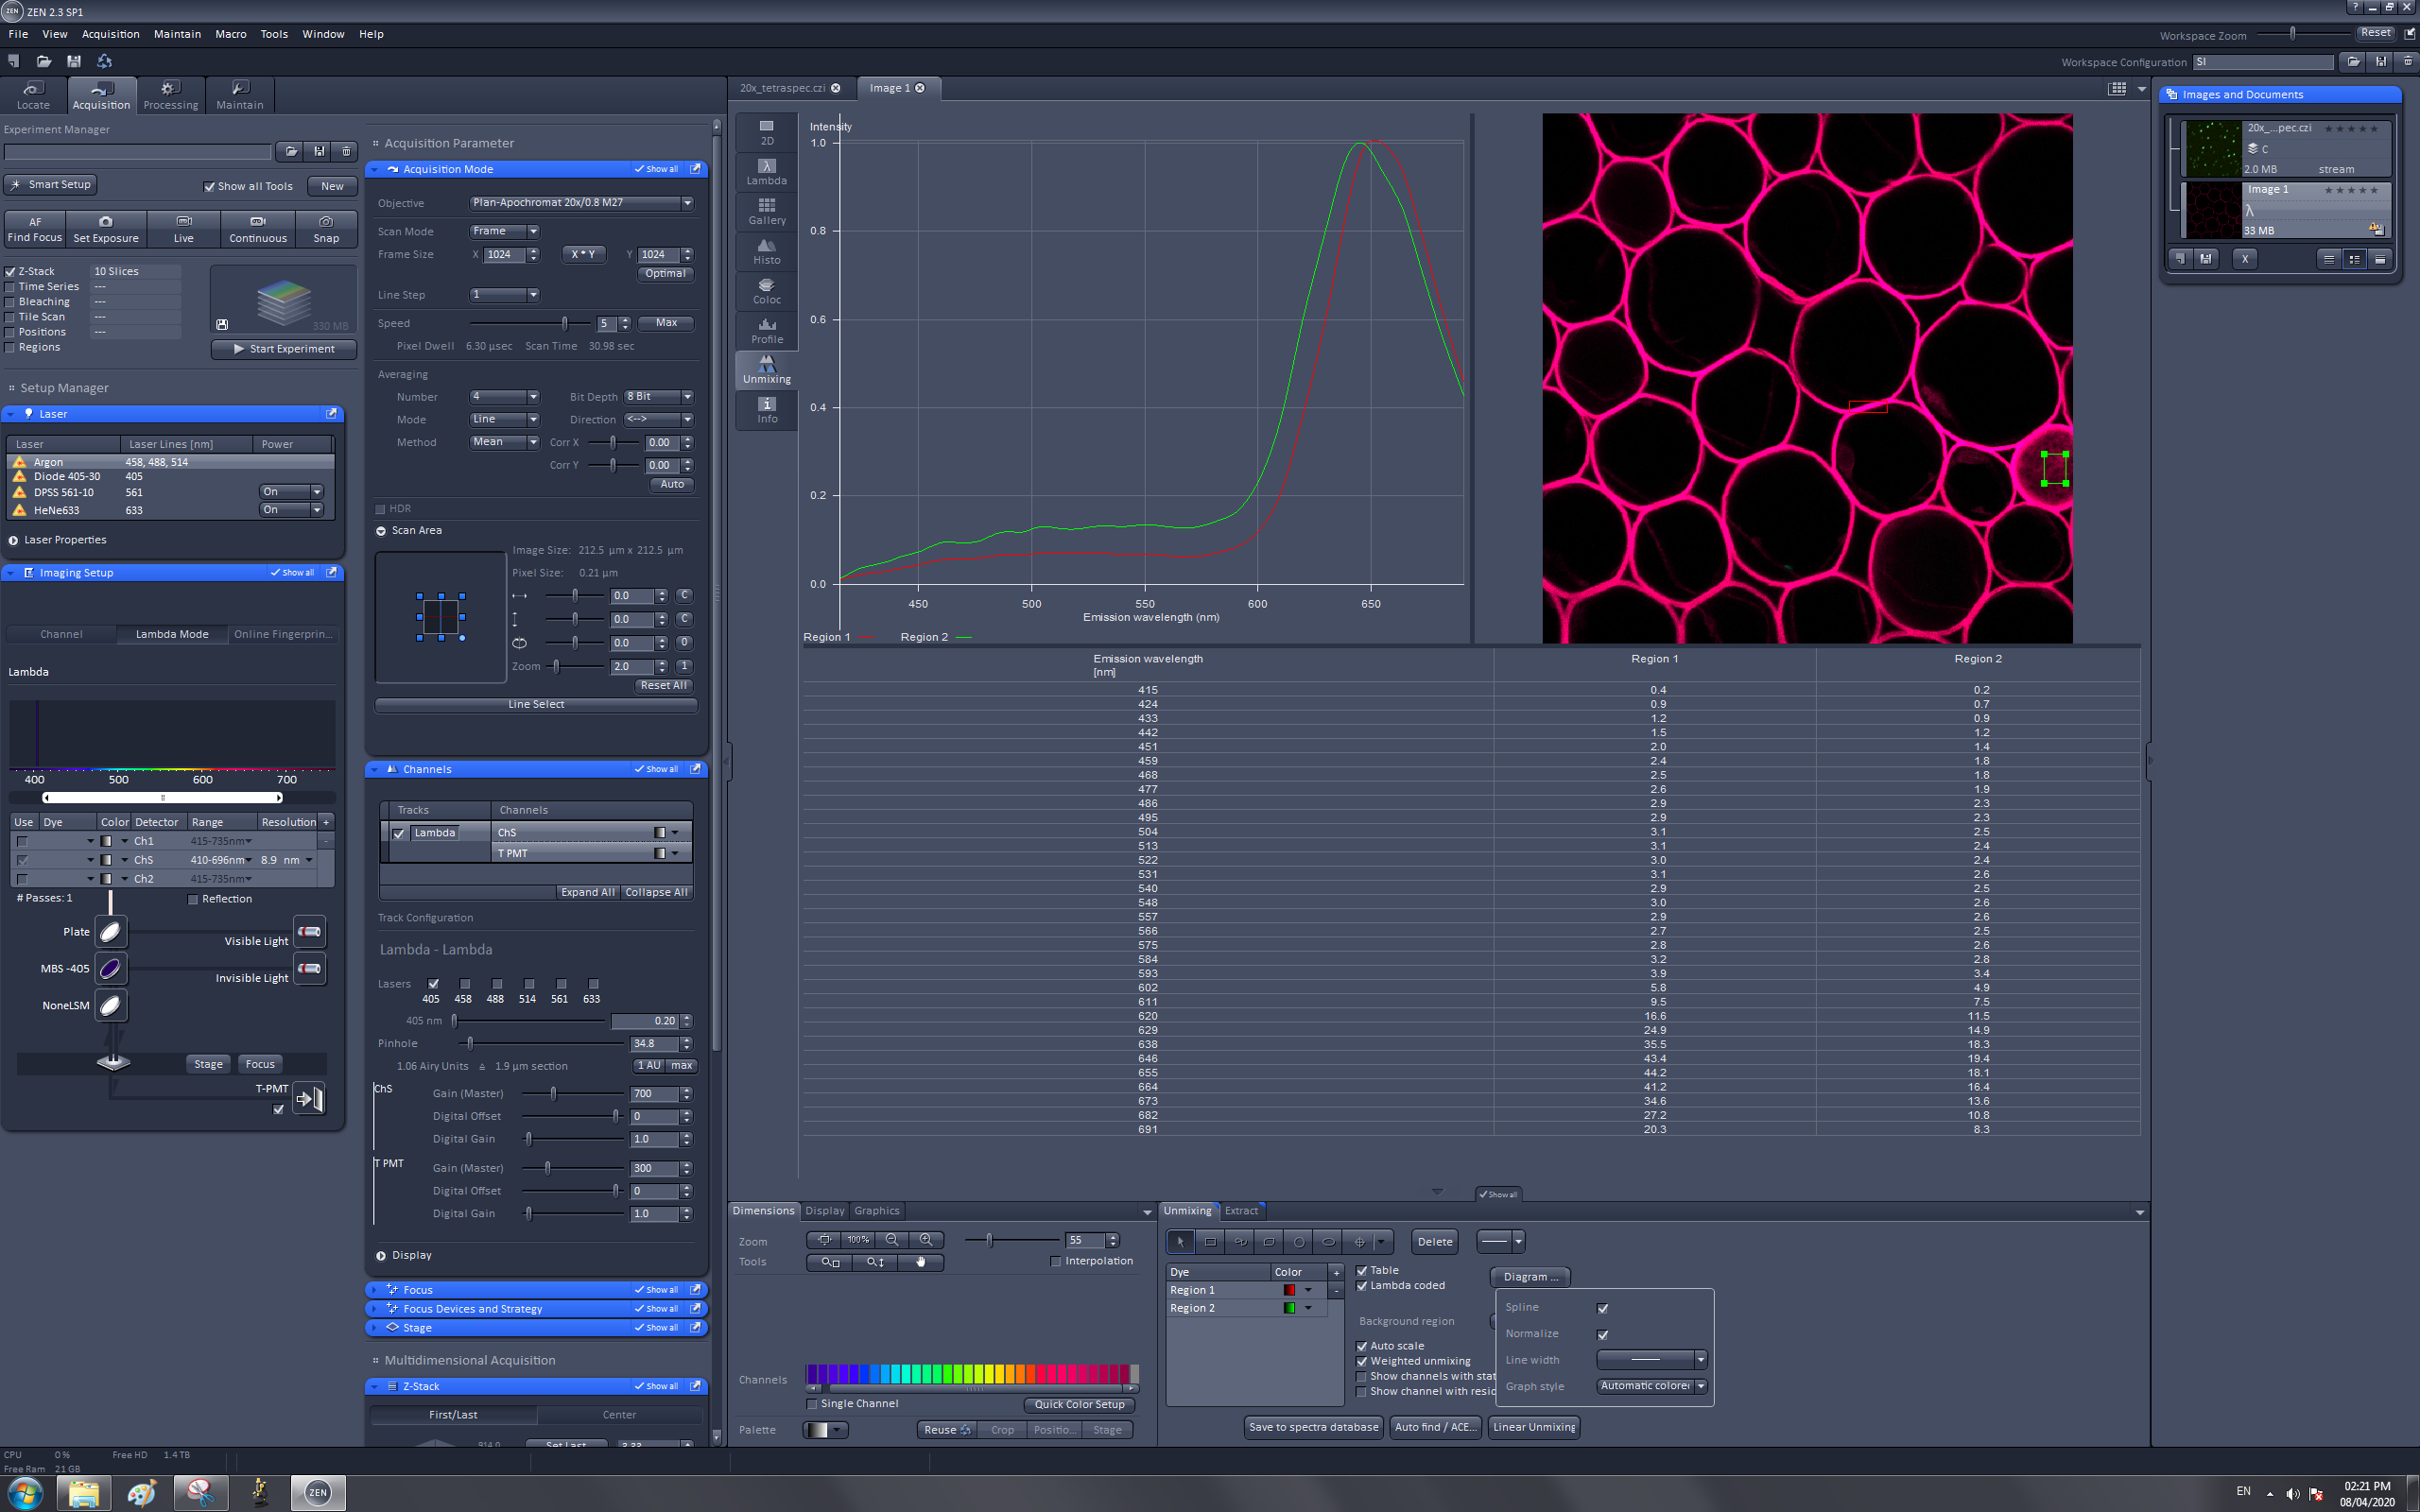 ZEN 2.3 SP1
File View Acquisition Maintain Macro Tools Window Help
Workspace Zoom Reset
Workspace Configuration SI
Locate Acquisition Processing Maintain
Experiment Manager
Smart Setup Show all Tools New
AF Find Focus Set Exposure Live Continuous Snap
Z-Stack 10 Slices
Time Series ---
Bleaching ---
Tile Scan ---
Positions ---
Regions
330 MB
Start Experiment
Setup Manager
Laser
Laser Laser Lines [nm] Power
Argon 458, 488, 514
Diode 405-30 405
DPSS 561-10 561 On
HeNe633 633 On
Laser Properties
Imaging Setup Show all
Channel Lambda Mode Online Fingerprin...
Lambda
400 500 600 700
Use Dye Color Detector Range Resolution +
Ch1 415-735nm -
ChS 410-696nm 8.9 nm
Ch2 415-735nm
# Passes: 1 Reflection
Plate Visible Light
MBS -405 Invisible Light
NoneLSM
Stage Focus
T-PMT
Acquisition Parameter
Acquisition Mode Show all
Objective Plan-Apochromat 20x/0.8 M27
Scan Mode Frame
Frame Size X 1024 X * Y Y 1024
Optimal
Line Step 1
Speed 5 Max
Pixel Dwell 6.30 µsec Scan Time 30.98 sec
Averaging
Number 4 Bit Depth 8 Bit
Mode Line Direction <-->
Method Mean Corr X 0.00
Corr Y 0.00
Auto
HDR
Scan Area
Image Size: 212.5 µm x 212.5 µm
Pixel Size: 0.21 µm
0.0 C
0.0 C
0.0 0
Zoom 2.0 1
Reset All
Line Select
Channels Show all
Tracks Channels
Lambda ChS
T PMT
Expand All Collapse All
Track Configuration
Lambda - Lambda
Lasers
405 458 488 514 561 633
405 nm 0.20
Pinhole 34.8
1.06 Airy Units ≙ 1.9 µm section 1 AU max
ChS Gain (Master) 700
Digital Offset 0
Digital Gain 1.0
T PMT Gain (Master) 300
Digital Offset 0
Digital Gain 1.0
Display
Focus Show all
Focus Devices and Strategy Show all
Stage Show all
Multidimensional Acquisition
Z-Stack Show all
First/Last Center
20x_tetraspec.czi Image 1
2D
Lambda
Gallery
Histo
Coloc
Profile
Unmixing
Info
Intensity
1.0
0.8
0.6
0.4
0.2
0.0
450 500 550 600 650
Emission wavelength (nm)
Region 1 Region 2
Emission wavelength [nm] Region 1 Region 2
415 0.4 0.2
424 0.9 0.7
433 1.2 0.9
442 1.5 1.2
451 2.0 1.4
459 2.4 1.8
468 2.5 1.8
477 2.6 1.9
486 2.9 2.3
495 2.9 2.3
504 3.1 2.5
513 3.1 2.4
522 3.0 2.4
531 3.1 2.6
540 2.9 2.5
548 3.0 2.6
557 2.9 2.6
566 2.7 2.5
575 2.8 2.6
584 3.2 2.8
593 3.9 3.4
602 5.8 4.9
611 9.5 7.5
620 16.6 11.5
629 24.9 14.9
638 35.5 18.3
646 43.4 19.4
655 44.2 18.1
664 41.2 16.4
673 34.6 13.6
682 27.2 10.8
691 20.3 8.3
Show all
Dimensions Display Graphics
Zoom 100% 55
Tools Interpolation
Channels
Single Channel Quick Color Setup
Palette Reuse Crop Positio... Stage
Unmixing Extract
Delete
Dye Color +
Region 1 -
Region 2
Table
Lambda coded
Diagram ...
Background region
Auto scale
Weighted unmixing
Show channels with stat
Show channel with resid
Spline
Normalize
Line width
Graph style Automatic colored
Save to spectra database Auto find / ACE... Linear Unmixing
Images and Documents
20x_...pec.czi
C
2.0 MB stream
Image 1
λ
33 MB
X
CPU 0 % Free HD 1.4 TB
Free Ram 21 GB
ZEN
EN 02:21 PM
08/04/2020